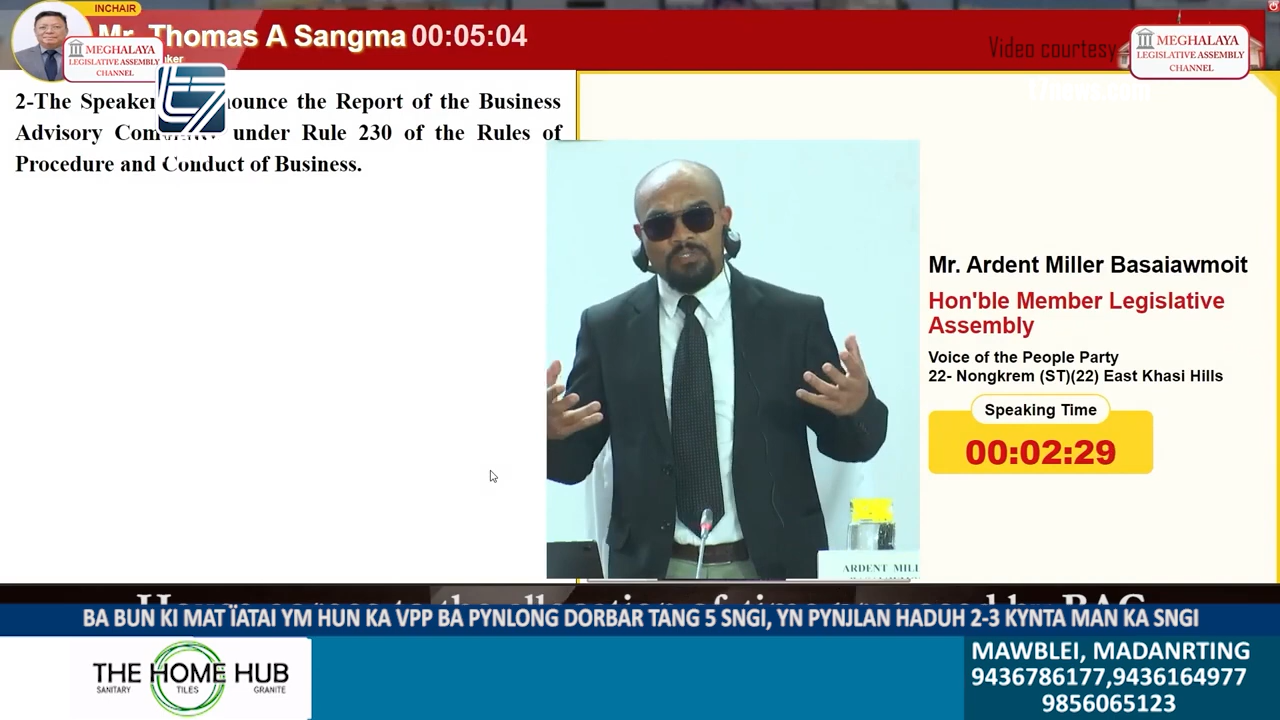 INCHAIR
Mr. Thomas A Sangma 00:05:04
MEGHALAYA
LEGISLATIVE ASSEMBLY
CHANNEL
Video courtesy -
MEGHALAYA
LEGISLATIVE ASSEMBLY
CHANNEL
2-The Speaker the Report of the Business
Advisory under Rule 230 of the Rules of
Procedure and Conduct of Business.
Mr. Ardent Miller Basaiawmoit
Hon'ble Member Legislative
Assembly
Voice of the People Party
22- Nongkrem (ST)(22) East Khasi Hills
Speaking Time
00:02:29
ARDENT MILL
BA BUN KI MAT ÏATAI YM HUN KA VPP BA PYNLONG DORBAR TANG 5 SNGI, YN PYNJLAN HADUH 2-3 KYNTA MAN KA SNGI
THE HOME HUB
SANITARY TILES GRANITE
MAWBLEI, MADANRTING
9436786177,9436164977
9856065123